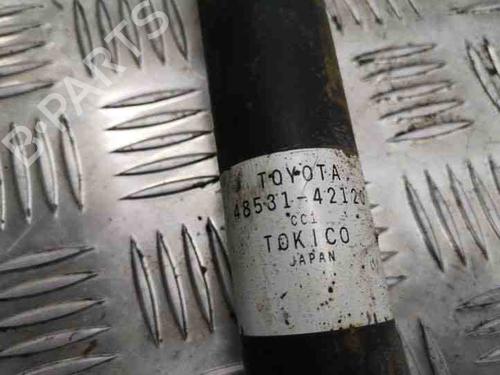 B-PARTS
TOYOTA
48531-42120
CC1
TOKICO
JAPAN